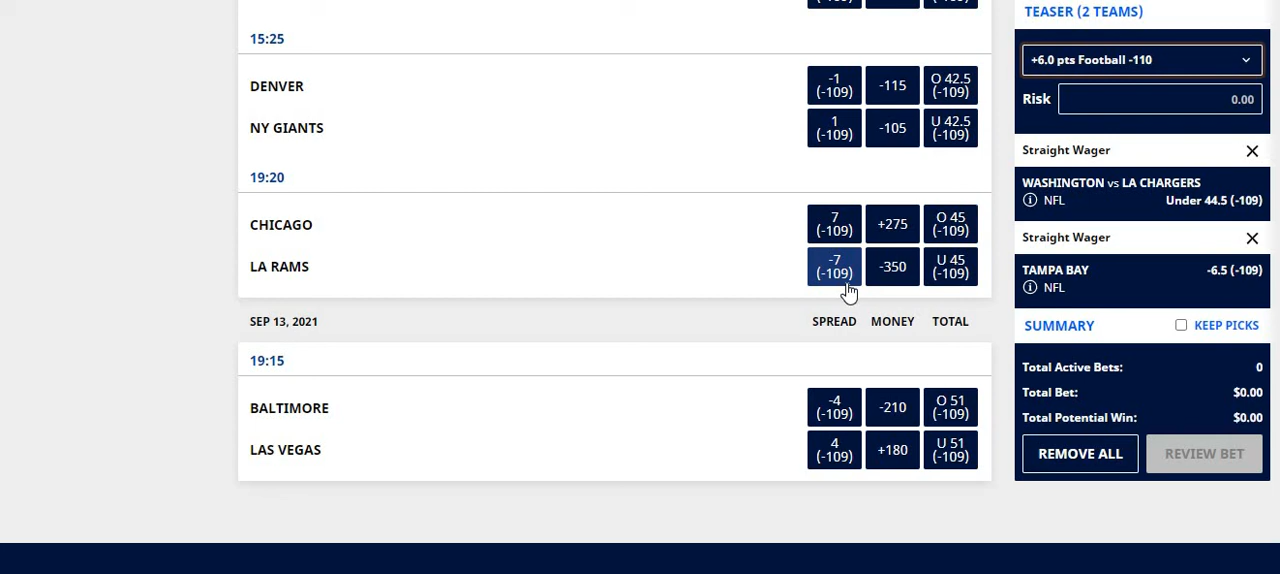 15:25
DENVER
-1 (-109)
-115
O 42.5 (-109)
NY GIANTS
1 (-109)
-105
U 42.5 (-109)
19:20
CHICAGO
7 (-109)
+275
O 45 (-109)
LA RAMS
-7 (-109)
-350
U 45 (-109)
SEP 13, 2021 SPREAD MONEY TOTAL
19:15
BALTIMORE
-4 (-109)
-210
O 51 (-109)
LAS VEGAS
4 (-109)
+180
U 51 (-109)
TEASER (2 TEAMS)
+6.0 pts Football -110
Risk 0.00
Straight Wager
WASHINGTON vs LA CHARGERS
NFL Under 44.5 (-109)
Straight Wager
TAMPA BAY -6.5 (-109)
NFL
SUMMARY KEEP PICKS
Total Active Bets: 0
Total Bet: $0.00
Total Potential Win: $0.00
REMOVE ALL REVIEW BET